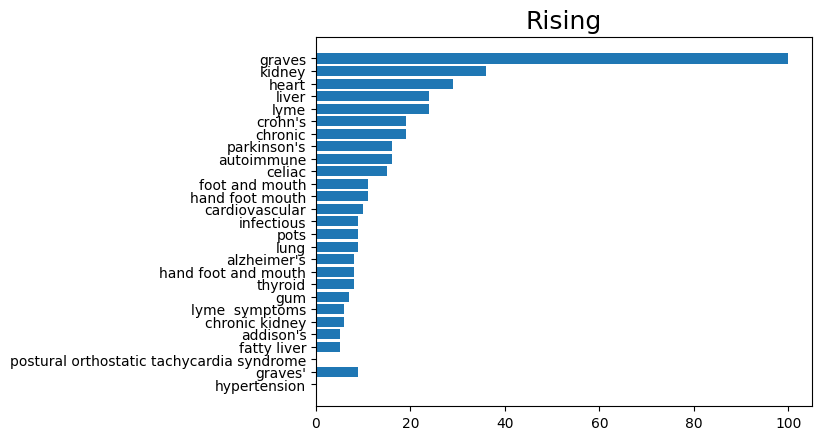 Rising
graves
kidney
heart
liver
lyme
crohn's
chronic
parkinson's
autoimmune
celiac
foot and mouth
hand foot mouth
cardiovascular
infectious
pots
lung
alzheimer's
hand foot and mouth
thyroid
gum
lyme  symptoms
chronic kidney
addison's
fatty liver
postural orthostatic tachycardia syndrome
graves'
hypertension
0 20 40 60 80 100